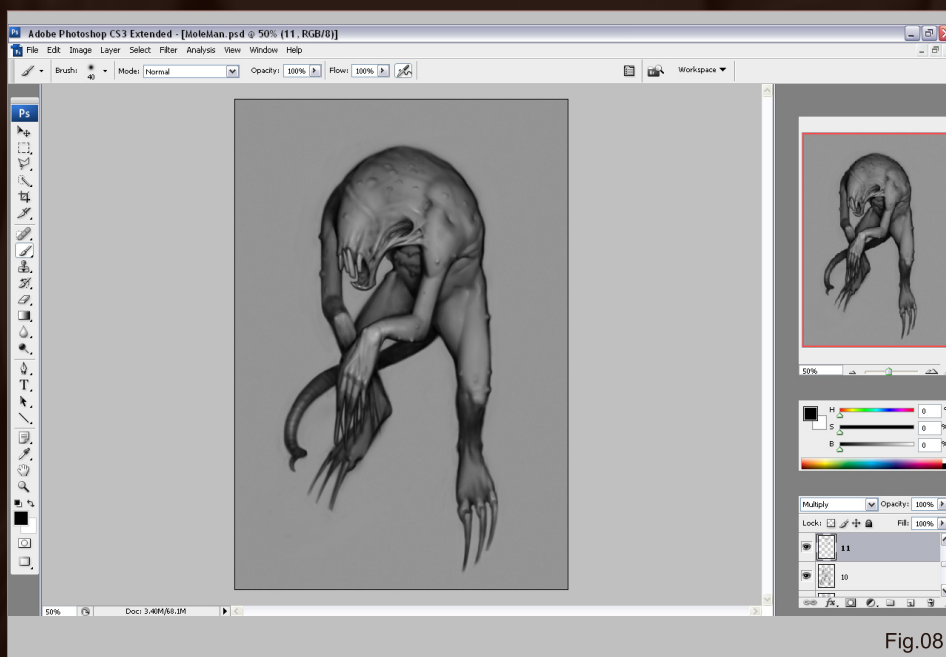 Ps Adobe Photoshop CS3 Extended - [MoleMan.psd @ 50% (11, RGB/8)]
File Edit Image Layer Select Filter Analysis View Window Help
Brush: 40 Mode: Normal Opacity: 100% Flow: 100% Workspace
Ps
T
50%
H 0
S 0 %
B 0 %
Multiply Opacity: 100%
Lock: Fill: 100%
11
10
50% Doc: 3.40M/68.1M
Fig.08